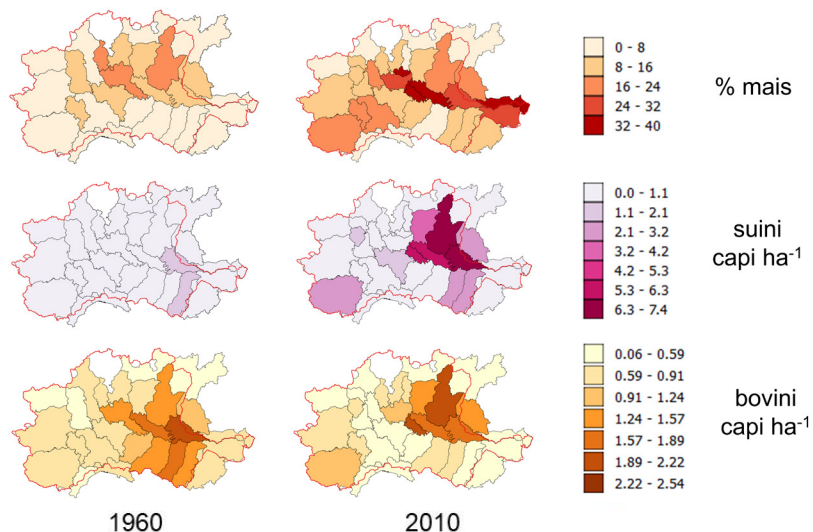 0 - 8
8 - 16
16 - 24
24 - 32
32 - 40
% mais
0.0 - 1.1
1.1 - 2.1
2.1 - 3.2
3.2 - 4.2
4.2 - 5.3
5.3 - 6.3
6.3 - 7.4
suini
capi ha⁻¹
0.06 - 0.59
0.59 - 0.91
0.91 - 1.24
1.24 - 1.57
1.57 - 1.89
1.89 - 2.22
2.22 - 2.54
bovini
capi ha⁻¹
1960
2010